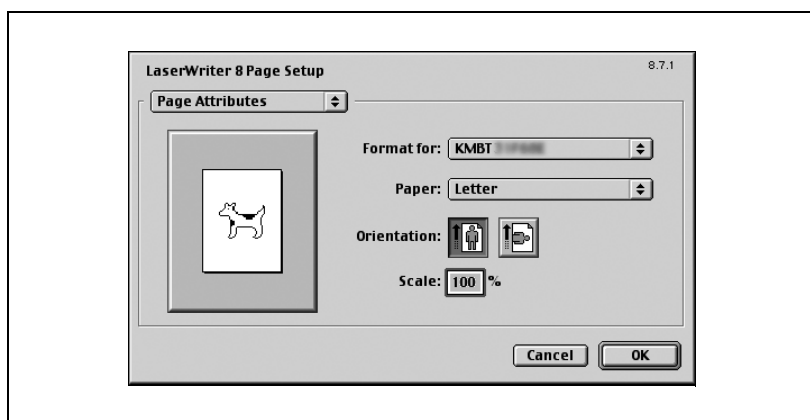 LaserWriter 8 Page Setup
8.7.1
Page Attributes
Format for: KMBT
Paper: Letter
Orientation:
Scale: 100 %
Cancel
OK